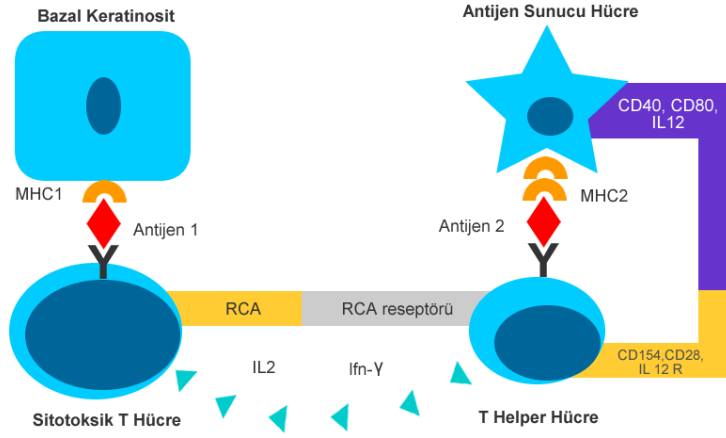 Bazal Keratinosit
Antijen Sunucu Hücre
CD40, CD80,
IL12
MHC1
MHC2
Antijen 1
Antijen 2
RCA
RCA reseptörü
IL2
Ifn-γ
CD154,CD28,
IL 12 R
Sitotoksik T Hücre
T Helper Hücre